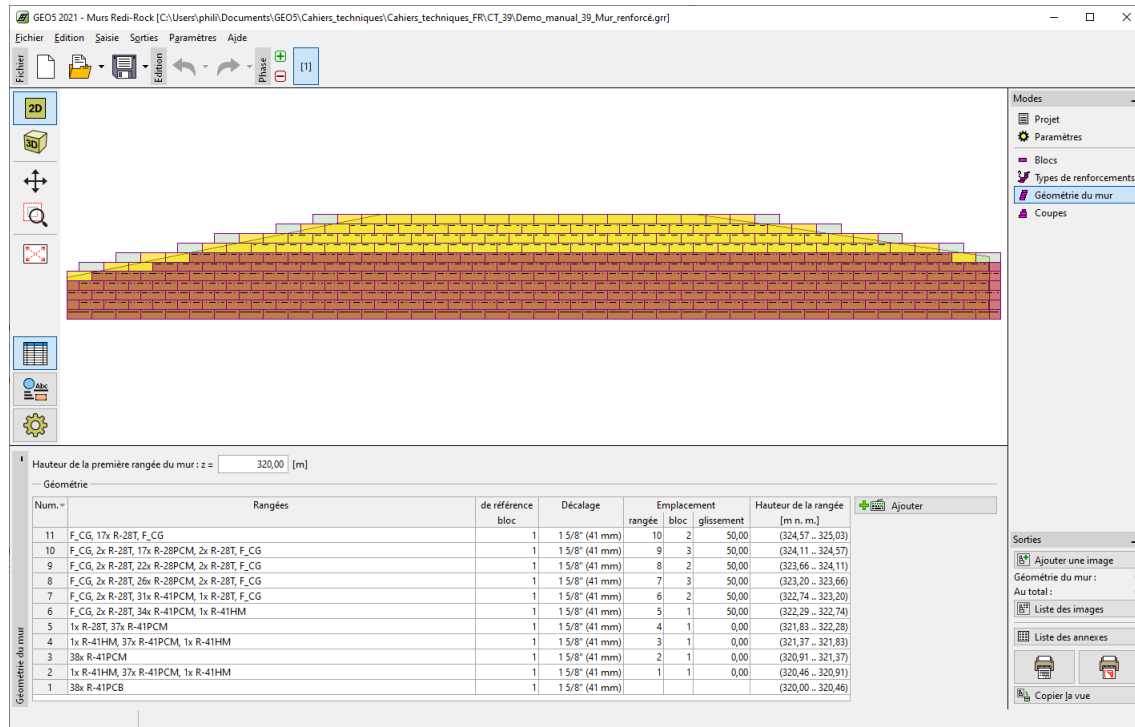 GEO5 2021 - Murs Redi-Rock [C:\Users\phili\Documents\GEO5\Cahiers_techniques\Cahiers_techniques_FR\CT_39\Demo_manual_39_Mur_renforcé.grr]
Fichier Edition Saisie Sorties Paramètres Ajde
Fichier
Edition
Phase
[1]
2D
3D
Abc
Modes
Projet
Paramètres
Blocs
Types de renforcements
Géométrie du mur
Coupes
Géométrie du mur
Hauteur de la première rangée du mur : z = 320,00 [m]
Géométrie
Num. Rangées de référence Décalage Emplacement Hauteur de la rangée
bloc rangée bloc glissement [m n. m.]
Ajouter
11 F_CG, 17x R-28T, F_CG 1 1 5/8" (41 mm) 10 2 50,00 (324,57 .. 325,03)
10 F_CG, 2x R-28T, 17x R-28PCM, 2x R-28T, F_CG 1 1 5/8" (41 mm) 9 3 50,00 (324,11 .. 324,57)
9 F_CG, 2x R-28T, 22x R-28PCM, 2x R-28T, F_CG 1 1 5/8" (41 mm) 8 2 50,00 (323,66 .. 324,11)
8 F_CG, 2x R-28T, 26x R-28PCM, 2x R-28T, F_CG 1 1 5/8" (41 mm) 7 3 50,00 (323,20 .. 323,66)
7 F_CG, 2x R-28T, 31x R-41PCM, 1x R-28T, F_CG 1 1 5/8" (41 mm) 6 2 50,00 (322,74 .. 323,20)
6 F_CG, 2x R-28T, 34x R-41PCM, 1x R-41HM 1 1 5/8" (41 mm) 5 1 50,00 (322,29 .. 322,74)
5 1x R-28T, 37x R-41PCM 1 1 5/8" (41 mm) 4 1 0,00 (321,83 .. 322,28)
4 1x R-41HM, 37x R-41PCM, 1x R-41HM 1 1 5/8" (41 mm) 3 1 0,00 (321,37 .. 321,83)
3 38x R-41PCM 1 1 5/8" (41 mm) 2 1 0,00 (320,91 .. 321,37)
2 1x R-41HM, 37x R-41PCM, 1x R-41HM 1 1 5/8" (41 mm) 1 1 0,00 (320,46 .. 320,91)
1 38x R-41PCB 1 1 5/8" (41 mm) (320,00 .. 320,46)
Sorties
Ajouter une image
Géométrie du mur :
Au total :
Liste des images
Liste des annexes
Copier la vue